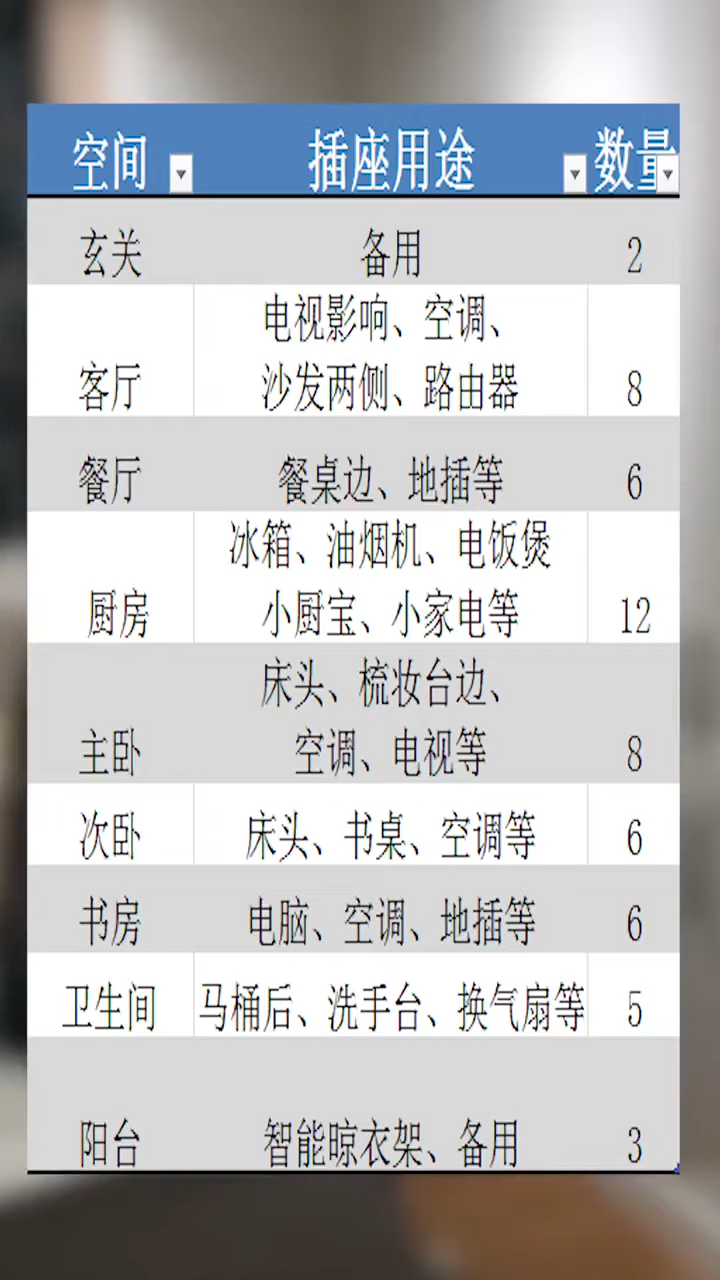 空间 插座用途 数量
玄关 备用 2
电视影响、空调、
客厅 沙发两侧、路由器 8
餐厅 餐桌边、地插等 6
冰箱、油烟机、电饭煲
厨房 小厨宝、小家电等 12
床头、梳妆台边、
主卧 空调、电视等 8
次卧 床头、书桌、空调等 6
书房 电脑、空调、地插等 6
卫生间 马桶后、洗手台、换气扇等 5
阳台 智能晾衣架、备用 3